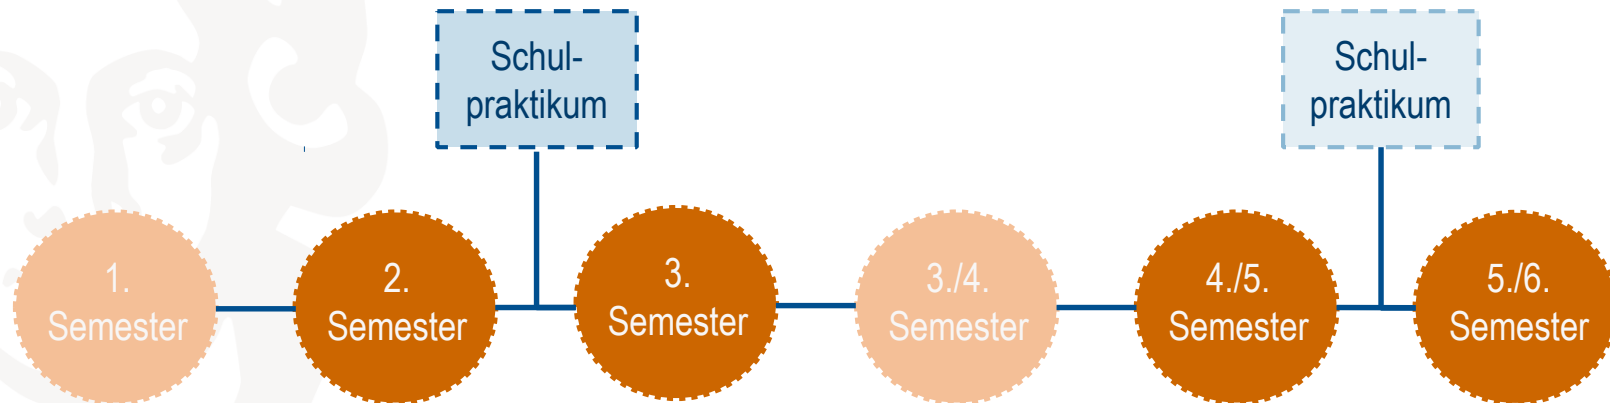 Schul-
praktikum
Schul-
praktikum
1.
Semester
2.
Semester
3.
Semester
3./4.
Semester
4./5.
Semester
5./6.
Semester